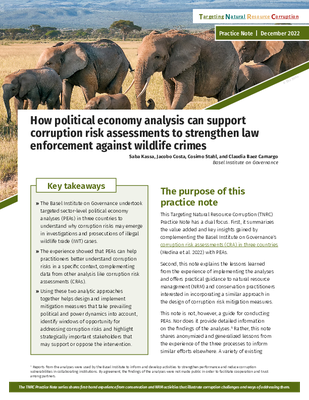 Targeting Natural Resource Corruption
Practice Note | December 2022
How political economy analysis can support
corruption risk assessments to strengthen law
enforcement against wildlife crimes
Saba Kassa, Jacopo Costa, Cosimo Stahl, and Claudia Baez Camargo
Basel Institute on Governance
Key takeaways
► The Basel Institute on Governance undertook
targeted sector-level political economy
analyses (PEAs) in three countries to
understand why corruption risks may emerge
in investigations and prosecutions of illegal
wildlife trade (IWT) cases.
► The experience showed that PEAs can help
practitioners better understand corruption
risks in a specific context, complementing
data from other analysis like corruption risk
assessments (CRAs).
► Using these two analytic approaches
together helps design and implement
mitigation measures that take prevailing
political and power dynamics into account,
identify windows of opportunity for
addressing corruption risks and highlight
strategically important stakeholders that
may support or oppose the intervention.
The purpose of this
practice note
This Targeting Natural Resource Corruption (TNRC)
Practice Note has a dual focus. First, it summarizes
the value added and key insights gained by
complementing the Basel Institute on Governance's
corruption risk assessments (CRA) in three countries
(Medina et al. 2022) with PEAs.
Second, this note explains the lessons learned
from the experience of implementing the analyses
and offers practical guidance to natural resource
management (NRM) and conservation practitioners
interested in incorporating a similar approach in
the design of corruption risk mitigation measures.
This note is not, however, a guide for conducting
PEAs. Nor does it provide detailed information
on the findings of the analyses.¹ Rather, this note
shares anonymized and generalized lessons from
the experience of the three processes to inform
similar efforts elsewhere. A variety of existing
The TNRC Practice Note series shares first-hand experience from conservation and NRM activities that illustrate corruption challenges and ways of addressing them.